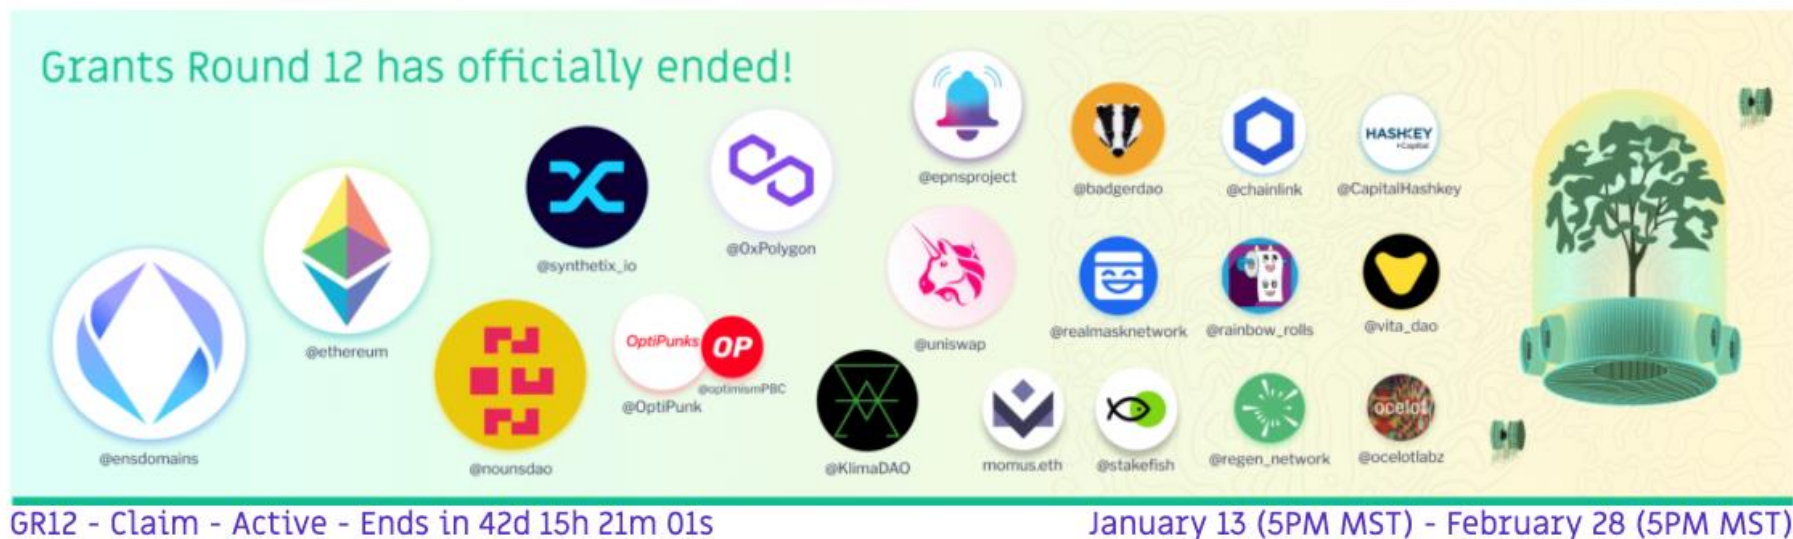 Grants Round 12 has officially ended!
@ensdomains
@ethereum
@nounsdao
@synthetix_io
OptiPunks
OP
@optimismPBC
@OptiPunk
@0xPolygon
@KlimaDAO
@epnsproject
@uniswap
momus.eth
@badgerdao
@realmasknetwork
@stakefish
@chainlink
@rainbow_rolls
@regen_network
HASHKEY
Capital
@CapitalHashkey
@vita_dao
ocelot
@ocelotlabz
GR12 - Claim - Active - Ends in 42d 15h 21m 01s
January 13 (5PM MST) - February 28 (5PM MST)